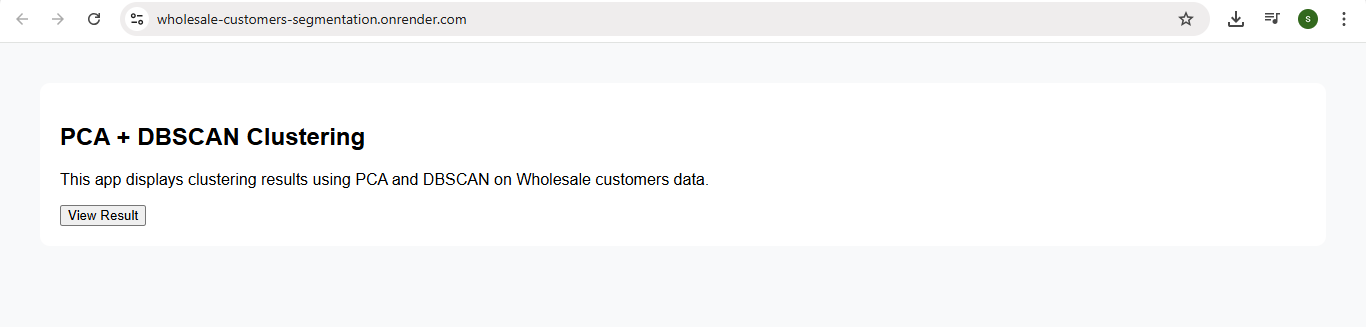 wholesale-customers-segmentation.onrender.com
s
PCA + DBSCAN Clustering
This app displays clustering results using PCA and DBSCAN on Wholesale customers data.
View Result